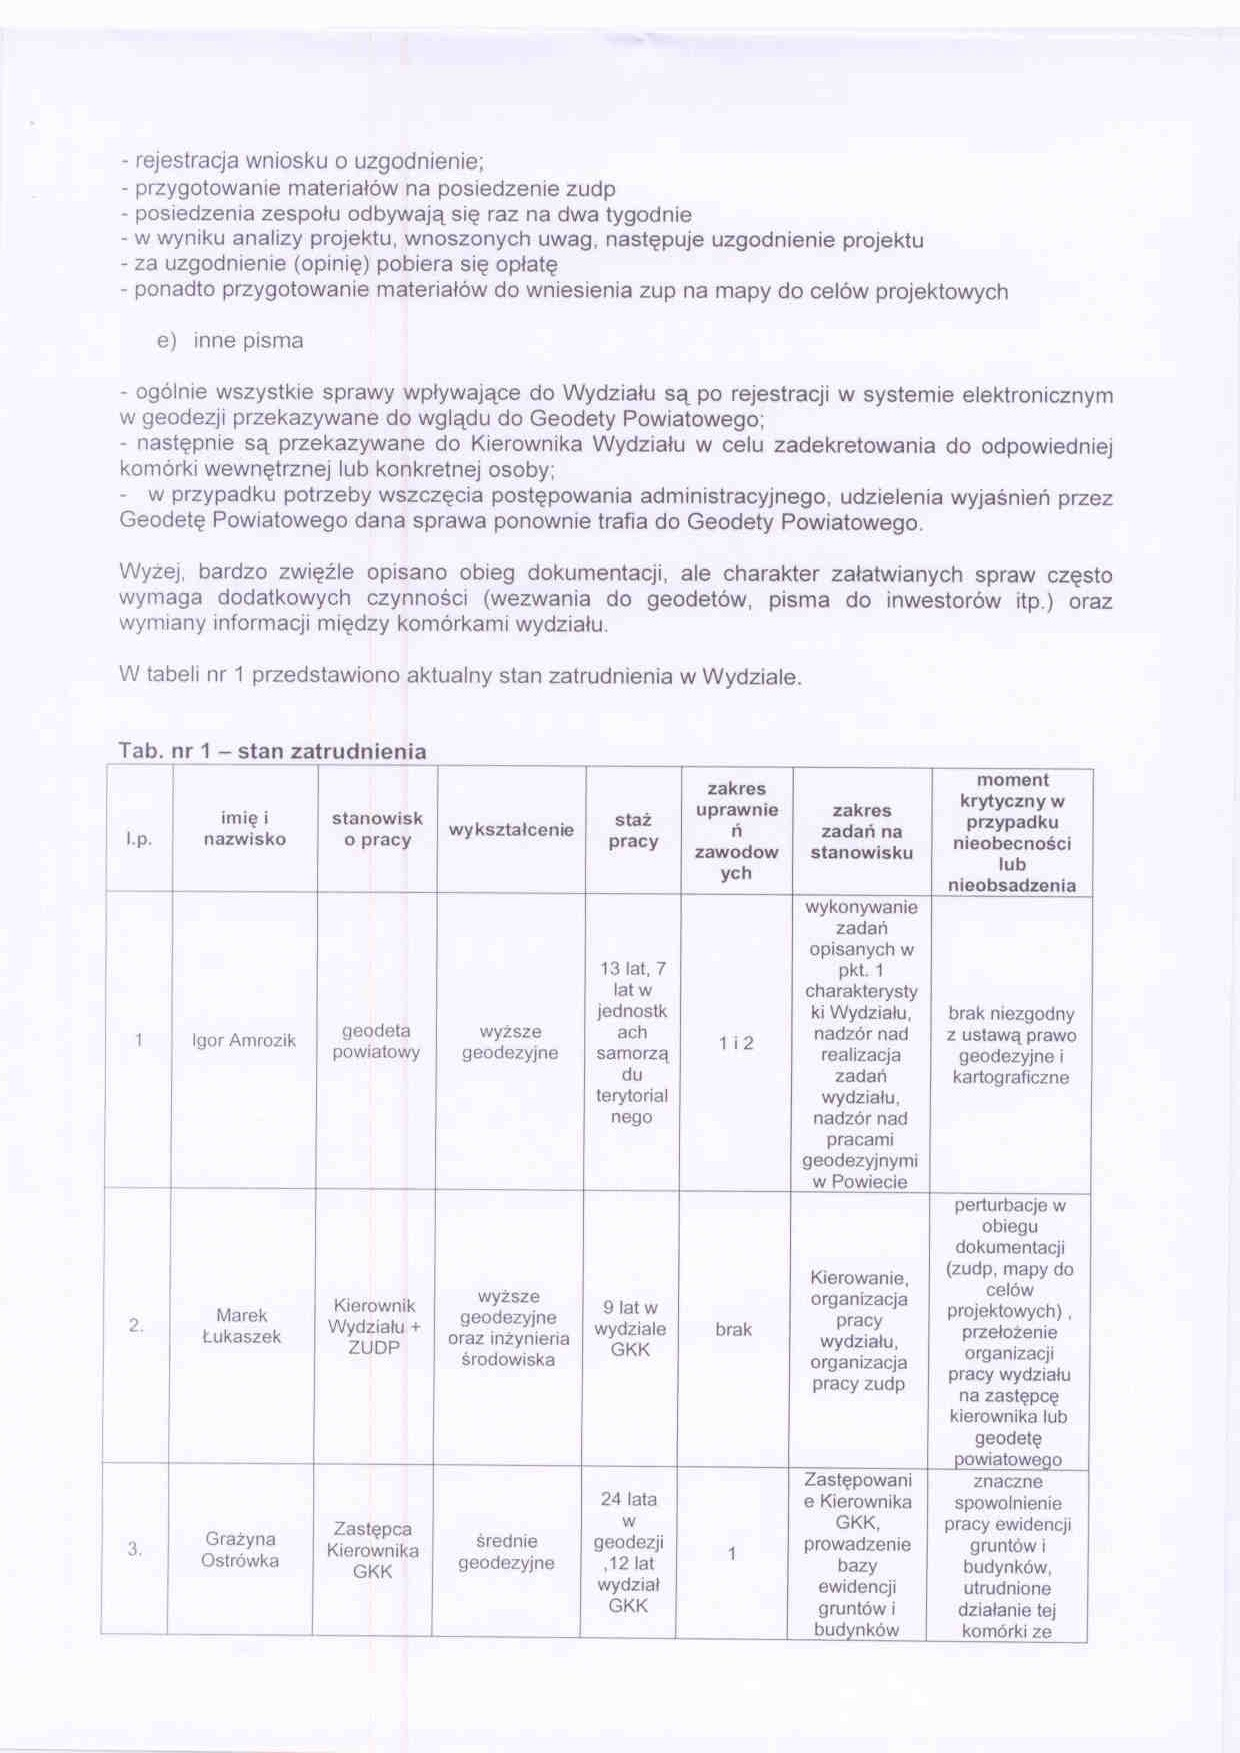 - rejestracja wniosku o uzgodnienie;
- przygotowanie materiałów na posiedzenie zudp
- posiedzenia zespołu odbywają się raz na dwa tygodnie
- w wyniku analizy projektu, wnoszonych uwag, następuje uzgodnienie projektu
- za uzgodnienie (opinię) pobiera się opłatę
- ponadto przygotowanie materiałów do wniesienia zup na mapy do celów projektowych
e) inne pisma
- ogólnie wszystkie sprawy wpływające do Wydziału są po rejestracji w systemie elektronicznym
w geodezji przekazywane do wglądu do Geodety Powiatowego;
- następnie są przekazywane do Kierownika Wydziału w celu zadekretowania do odpowiedniej
komórki wewnętrznej lub konkretnej osoby;
- w przypadku potrzeby wszczęcia postępowania administracyjnego, udzielenia wyjaśnień przez
Geodetę Powiatowego dana sprawa ponownie trafia do Geodety Powiatowego.
Wyżej, bardzo zwięźle opisano obieg dokumentacji, ale charakter załatwianych spraw często
wymaga dodatkowych czynności (wezwania do geodetów, pisma do inwestorów itp.) oraz
wymiany informacji między komórkami wydziału.
W tabeli nr 1 przedstawiono aktualny stan zatrudnienia w Wydziale.
Tab. nr 1 – stan zatrudnienia
l.p.
imię i
nazwisko
stanowisk
o pracy
wykształcenie
staż
pracy
zakres
uprawnie
ń
zawodow
ych
zakres
zadań na
stanowisku
moment
krytyczny w
przypadku
nieobecności
lub
nieobsadzenia
1
Igor Amrozik
geodeta
powiatowy
wyższe
geodezyjne
13 lat, 7
lat w
jednostk
ach
samorzą
du
terytorial
nego
1 i 2
wykonywanie
zadań
opisanych w
pkt. 1
charakterysty
ki Wydziału,
nadzór nad
realizacja
zadań
wydziału,
nadzór nad
pracami
geodezyjnymi
w Powiecie
brak niezgodny
z ustawą prawo
geodezyjne i
kartograficzne
2.
Marek
Łukaszek
Kierownik
Wydziału +
ZUDP
wyższe
geodezyjne
oraz inżynieria
środowiska
9 lat w
wydziale
GKK
brak
Kierowanie,
organizacja
pracy
wydziału,
organizacja
pracy zudp
perturbacje w
obiegu
dokumentacji
(zudp, mapy do
celów
projektowych) ,
przełożenie
organizacji
pracy wydziału
na zastępcę
kierownika lub
geodetę
powiatowego
3.
Grażyna
Ostrówka
Zastępca
Kierownika
GKK
średnie
geodezyjne
24 lata
w
geodezji
,12 lat
wydział
GKK
1
Zastępowani
e Kierownika
GKK,
prowadzenie
bazy
ewidencji
gruntów i
budynków
znaczne
spowolnienie
pracy ewidencji
gruntów i
budynków,
utrudnione
działanie tej
komórki ze